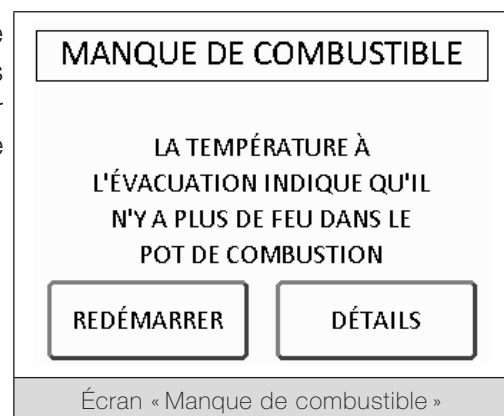 MANQUE DE COMBUSTIBLE
LA TEMPÉRATURE À
L'ÉVACUATION INDIQUE QU'IL
N'Y A PLUS DE FEU DANS LE
POT DE COMBUSTION
REDÉMARRER DÉTAILS
Écran « Manque de combustible »